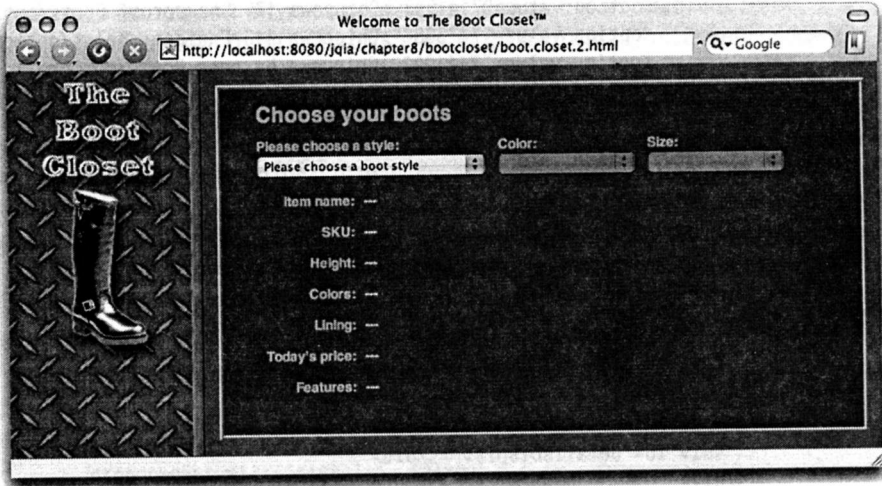 Welcome to The Boot Closet™
http://localhost:8080/jqia/chapter8/bootcloset/boot.closet.2.html
Google
The
Boot
Closet
Choose your boots
Please choose a style:
Color:
Size:
Please choose a boot style
Item name: —
SKU: —
Height: —
Colors: —
Lining: —
Today's price: —
Features: —